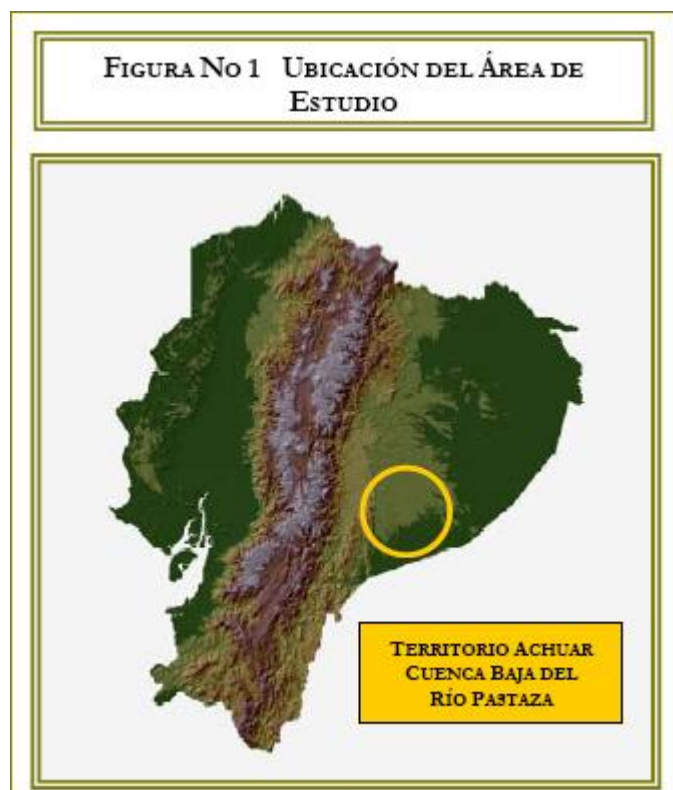 FIGURA NO 1 UBICACIÓN DEL ÁREA DE
ESTUDIO
TERRITORIO ACHUAR
CUENCA BAJA DEL
RÍO PASTAZA